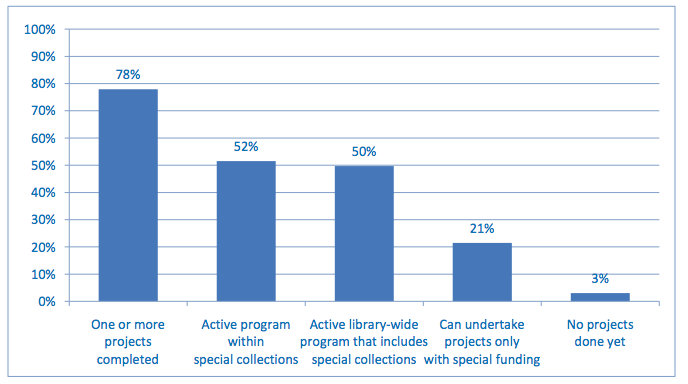 100%
90%
80%
70%
60%
50%
40%
30%
20%
10%
0%
78%
52%
50%
21%
3%
One or more
projects
completed
Active program
within
special collections
Active library-wide
program that includes
special collections
Can undertake
projects only
with special funding
No projects
done yet